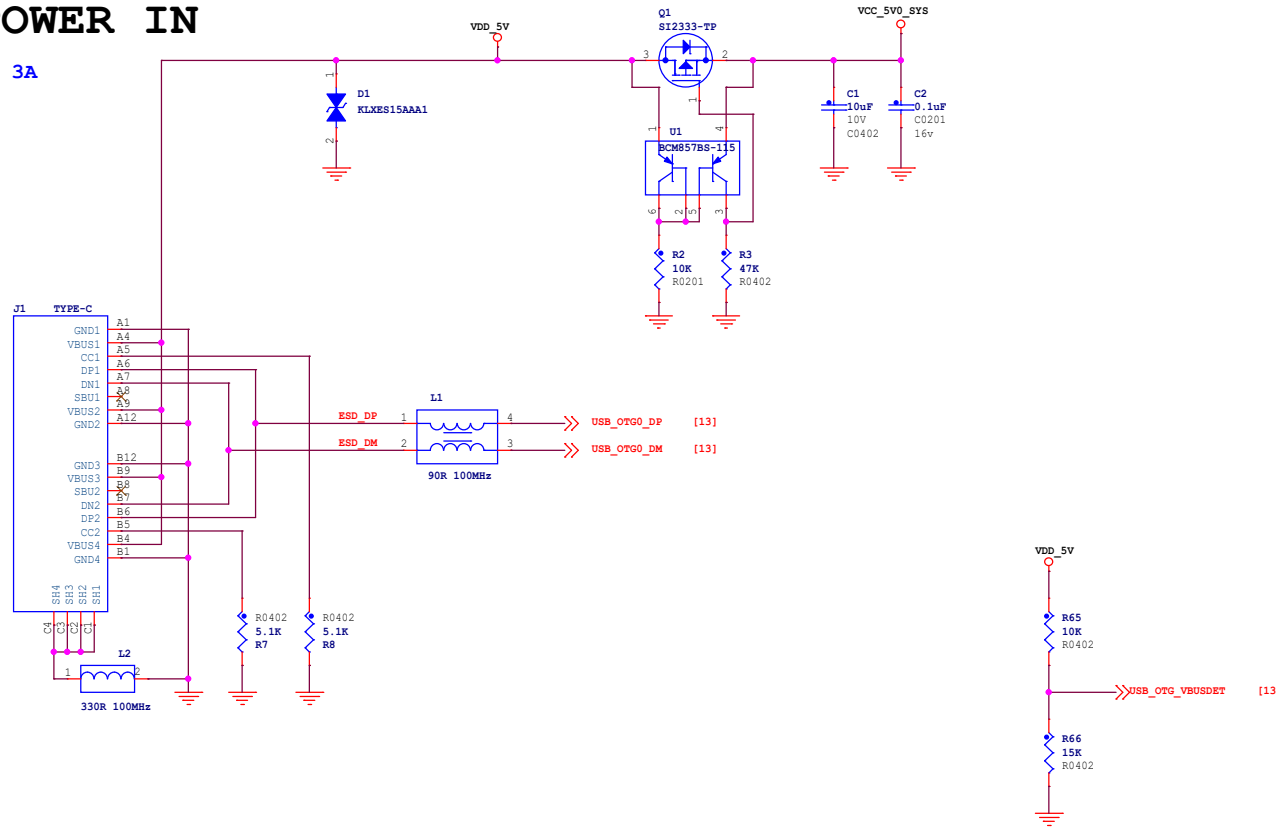 OWER IN
3A
VDD_5V
Q1
SI2333-TP
VCC_5V0_SYS
3
2
1
1
D1
KLXES15AAA1
2
C1
10uF
10V
C0402
C2
0.1uF
C0201
16v
1
U1
4
BCM857BS-115
6
2
5
3
R2
10K
R0201
R3
47K
R0402
J1
TYPE-C
GND1 A1
VBUS1 A4
CC1 A5
DP1 A6
DN1 A7
SBU1 A8
VBUS2 A9
GND2 A12
GND3 B12
VBUS3 B9
SBU2 B8
DN2 B7
DP2 B6
CC2 B5
VBUS4 B4
GND4 B1
SH4
SH3
SH2
SH1
C4
C3
C2
C1
L1
ESD_DP 1 4 USB_OTG0_DP [13]
ESD_DM 2 3 USB_OTG0_DM [13]
90R 100MHz
R0402
5.1K
R7
R0402
5.1K
R8
L2
1
2
330R 100MHz
VDD_5V
R65
10K
R0402
USB_OTG_VBUSDET [13
R66
15K
R0402